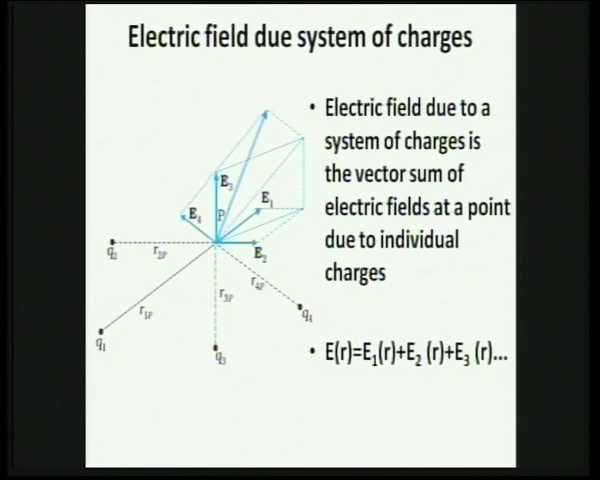 Electric field due system of charges
• Electric field due to a
system of charges is
the vector sum of
electric fields at a point
due to individual
charges
• E(r)=E₁(r)+E₂ (r)+E₃ (r)...
E₃
E₁
E₄
P
E₂
q₂
r₂P
r₄P
r₃P
r₁P
q₄
q₁
q₃